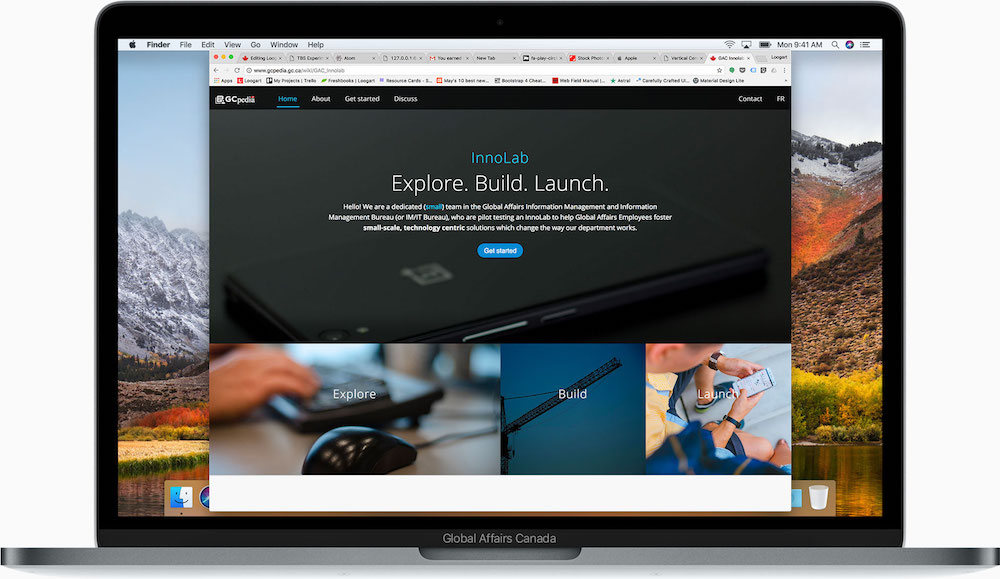 Finder File Edit View Go Window Help Mon 9:41 AM
Editing Loog TBS Experim Atom 127.0.0.1: You earned New Tab fa-play-circ Stock Photo Apple Vertical Cen GAC Innolab Loogart
www.gcpedia.gc.ca/wiki/GAC_Innolab
Apps Loogart My Projects | Trello Freshbooks | Loogart Resource Cards - S... May's 10 best new... Bootstrap 4 Cheat... Web Field Manual |... Astral Carefully Crafted UI... Material Design Lite
GCpedia Home About Get started Discuss Contact FR
InnoLab
Explore. Build. Launch.
Hello! We are a dedicated (small) team in the Global Affairs Information Management and Information
Management Bureau (or IM/IT Bureau), who are pilot testing an InnoLab to help Global Affairs Employees foster
small-scale, technology centric solutions which change the way our department works.
Get started
Explore Build Launch
Global Affairs Canada